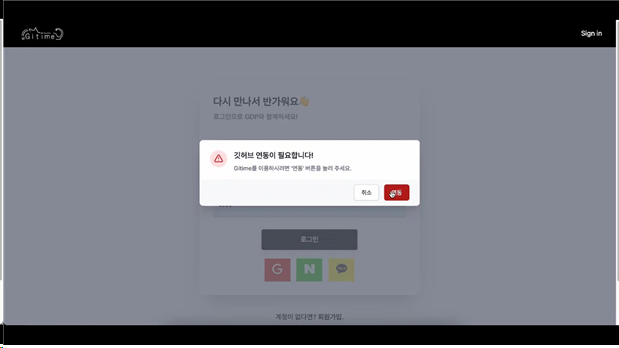 Gitime
Sign in
다시 만나서 반가워요👋
로그인으로 GDP와 함께하세요!
깃허브 연동이 필요합니다!
Gitime를 이용하시려면 '연동' 버튼을 눌러 주세요.
취소
연동
로그인
G
N
계정이 없다면? 회원가입.